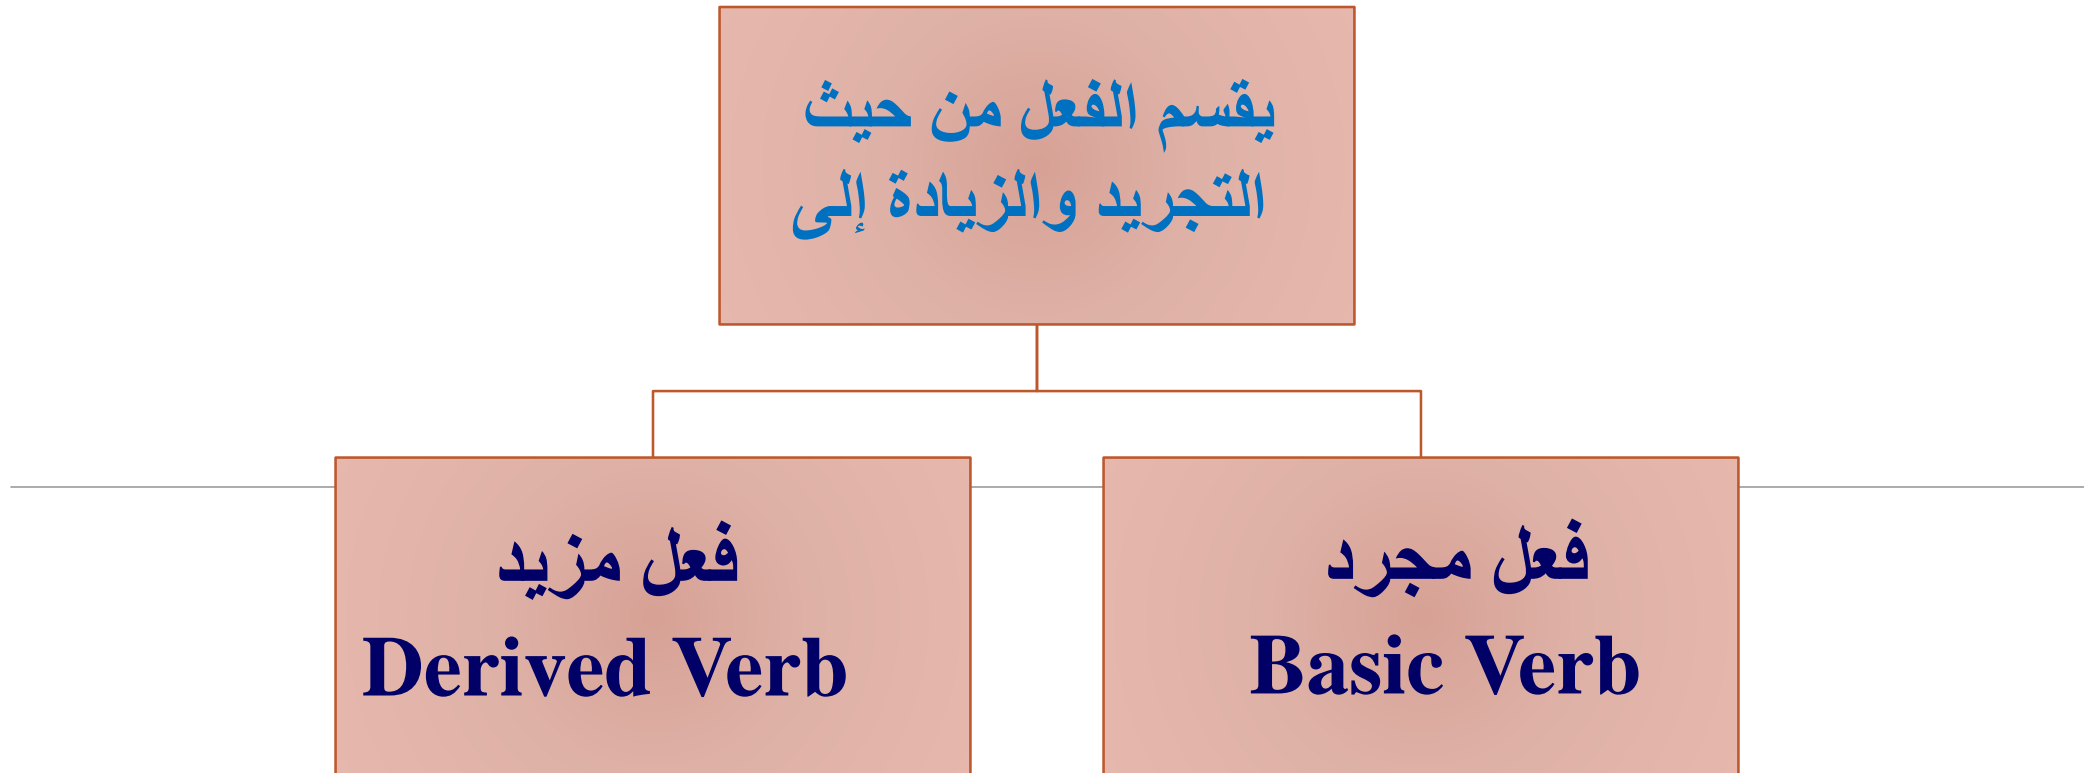 يقسم الفعل من حيث
التجريد والزيادة إلى
فعل مجرد
Basic Verb
فعل مزيد
Derived Verb